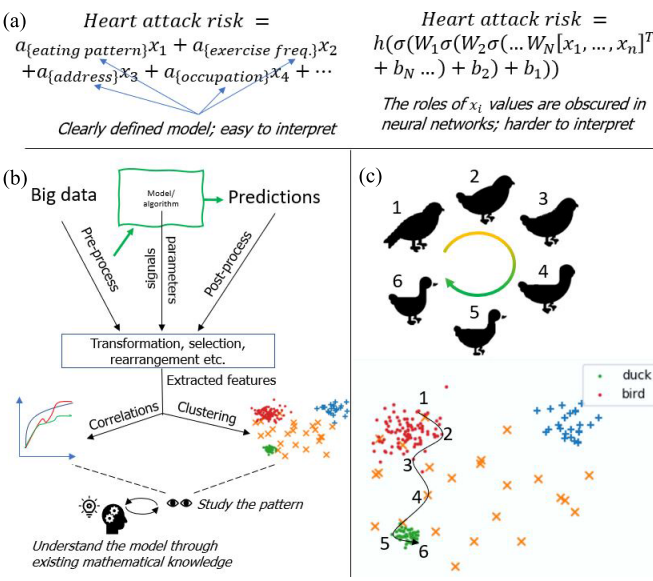 (a)
Heart attack risk =
a{eating pattern}x1 + a{exercise freq.}x2
+a{address}x3 + a{occupation}x4 + ⋯
Clearly defined model; easy to interpret
Heart attack risk =
h(σ(W1σ(W2σ(… WN[x1, … , xn]T
+ bN …) + b2) + b1))
The roles of xi values are obscured in
neural networks; harder to interpret
(b)
Big data
Model/
algorithm
Predictions
Pre-process
signals
parameters
Post-process
Transformation, selection,
rearrangement etc.
Extracted features
Correlations
Clustering
Study the pattern
Understand the model through
existing mathematical knowledge
(c)
1
2
3
4
5
6
duck
bird
1
2
3
4
5
6